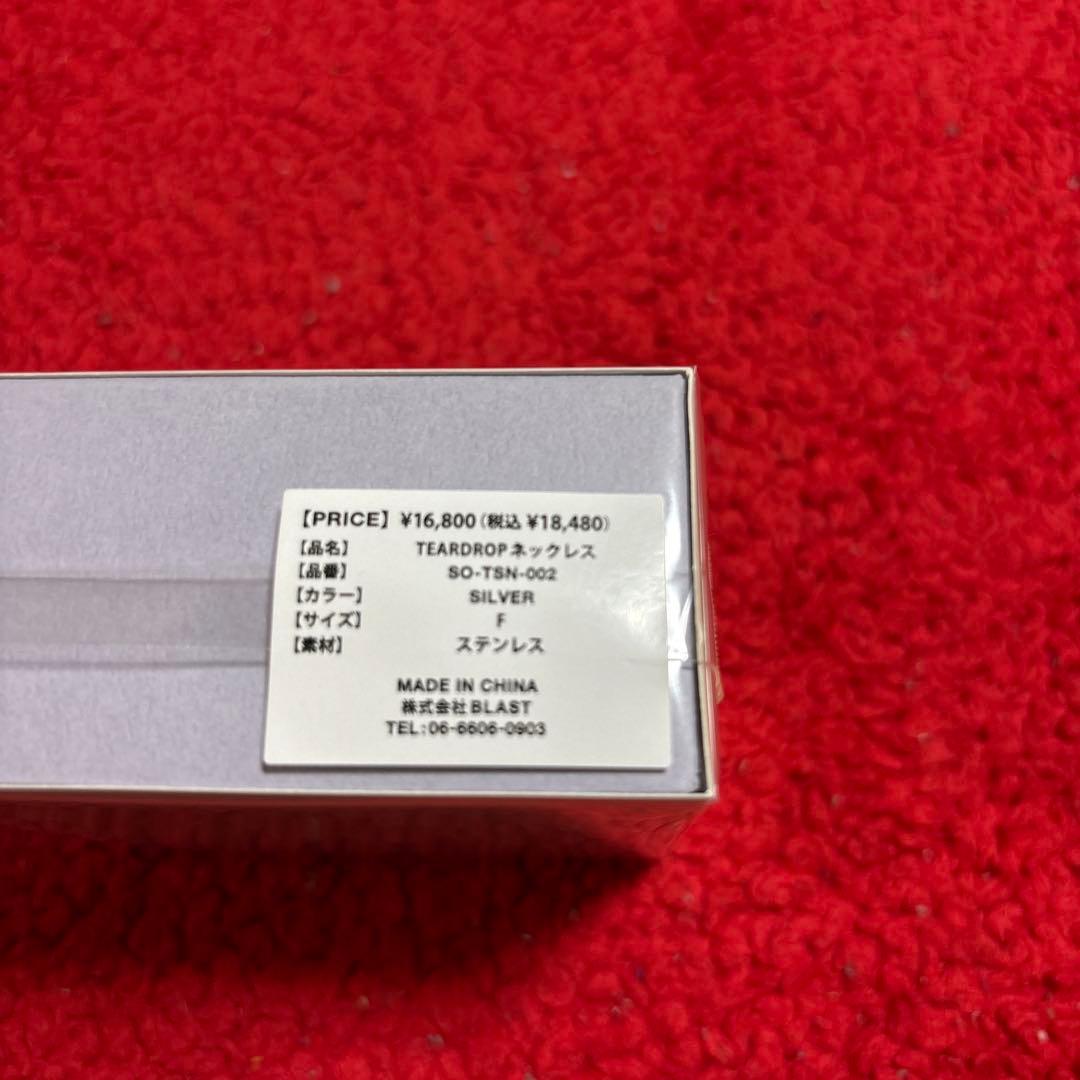 【PRICE】¥16,800(税込 ¥18,480)
【品名】 TEARDROPネックレス
【品番】 SO-TSN-002
【カラー】 SILVER
【サイズ】 F
【素材】 ステンレス
MADE IN CHINA
株式会社BLAST
TEL:06-6606-0903